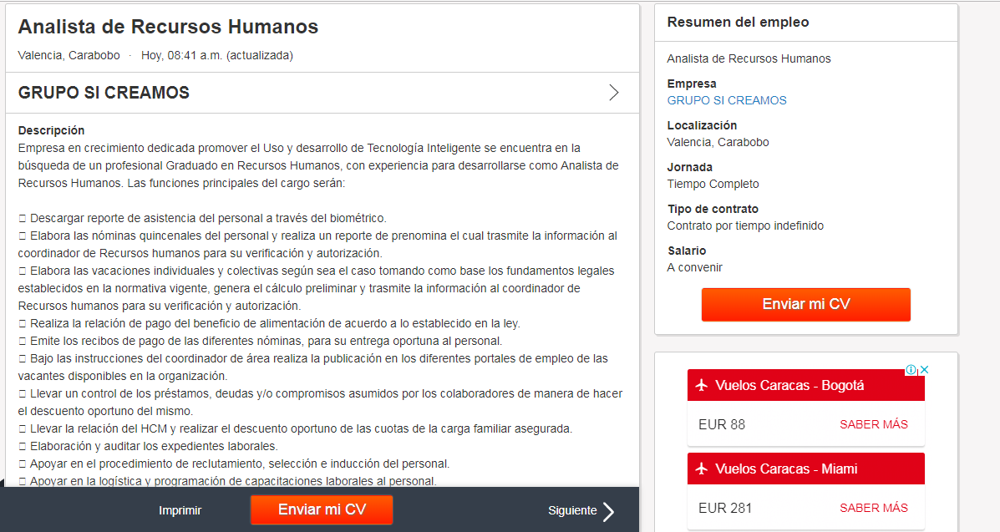 Analista de Recursos Humanos
Valencia, Carabobo · Hoy, 08:41 a.m. (actualizada)
GRUPO SI CREAMOS
Descripción
Empresa en crecimiento dedicada promover el Uso y desarrollo de Tecnología Inteligente se encuentra en la
búsqueda de un profesional Graduado en Recursos Humanos, con experiencia para desarrollarse como Analista de
Recursos Humanos. Las funciones principales del cargo serán:
Descargar reporte de asistencia del personal a través del biométrico.
Elabora las nóminas quincenales del personal y realiza un reporte de prenomina el cual trasmite la información al
coordinador de Recursos humanos para su verificación y autorización.
Elabora las vacaciones individuales y colectivas según sea el caso tomando como base los fundamentos legales
establecidos en la normativa vigente, genera el cálculo preliminar y trasmite la información al coordinador de
Recursos humanos para su verificación y autorización.
Realiza la relación de pago del beneficio de alimentación de acuerdo a lo establecido en la ley.
Emite los recibos de pago de las diferentes nóminas, para su entrega oportuna al personal.
Bajo las instrucciones del coordinador de área realiza la publicación en los diferentes portales de empleo de las
vacantes disponibles en la organización.
Llevar un control de los préstamos, deudas y/o compromisos asumidos por los colaboradores de manera de hacer
el descuento oportuno del mismo.
Llevar la relación del HCM y realizar el descuento oportuno de las cuotas de la carga familiar asegurada.
Elaboración y auditar los expedientes laborales.
Apoyar en el procedimiento de reclutamiento, selección e inducción del personal.
Apoyar en la logística y programación de capacitaciones laborales al personal.
Imprimir
Enviar mi CV
Siguiente
Resumen del empleo
Analista de Recursos Humanos
Empresa
GRUPO SI CREAMOS
Localización
Valencia, Carabobo
Jornada
Tiempo Completo
Tipo de contrato
Contrato por tiempo indefinido
Salario
A convenir
Enviar mi CV
Vuelos Caracas - Bogotá
EUR 88 SABER MÁS
Vuelos Caracas - Miami
EUR 281 SABER MÁS